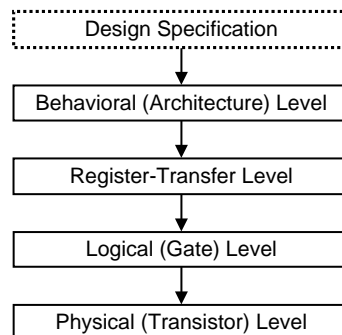 Design Specification
Behavioral (Architecture) Level
Register-Transfer Level
Logical (Gate) Level
Physical (Transistor) Level